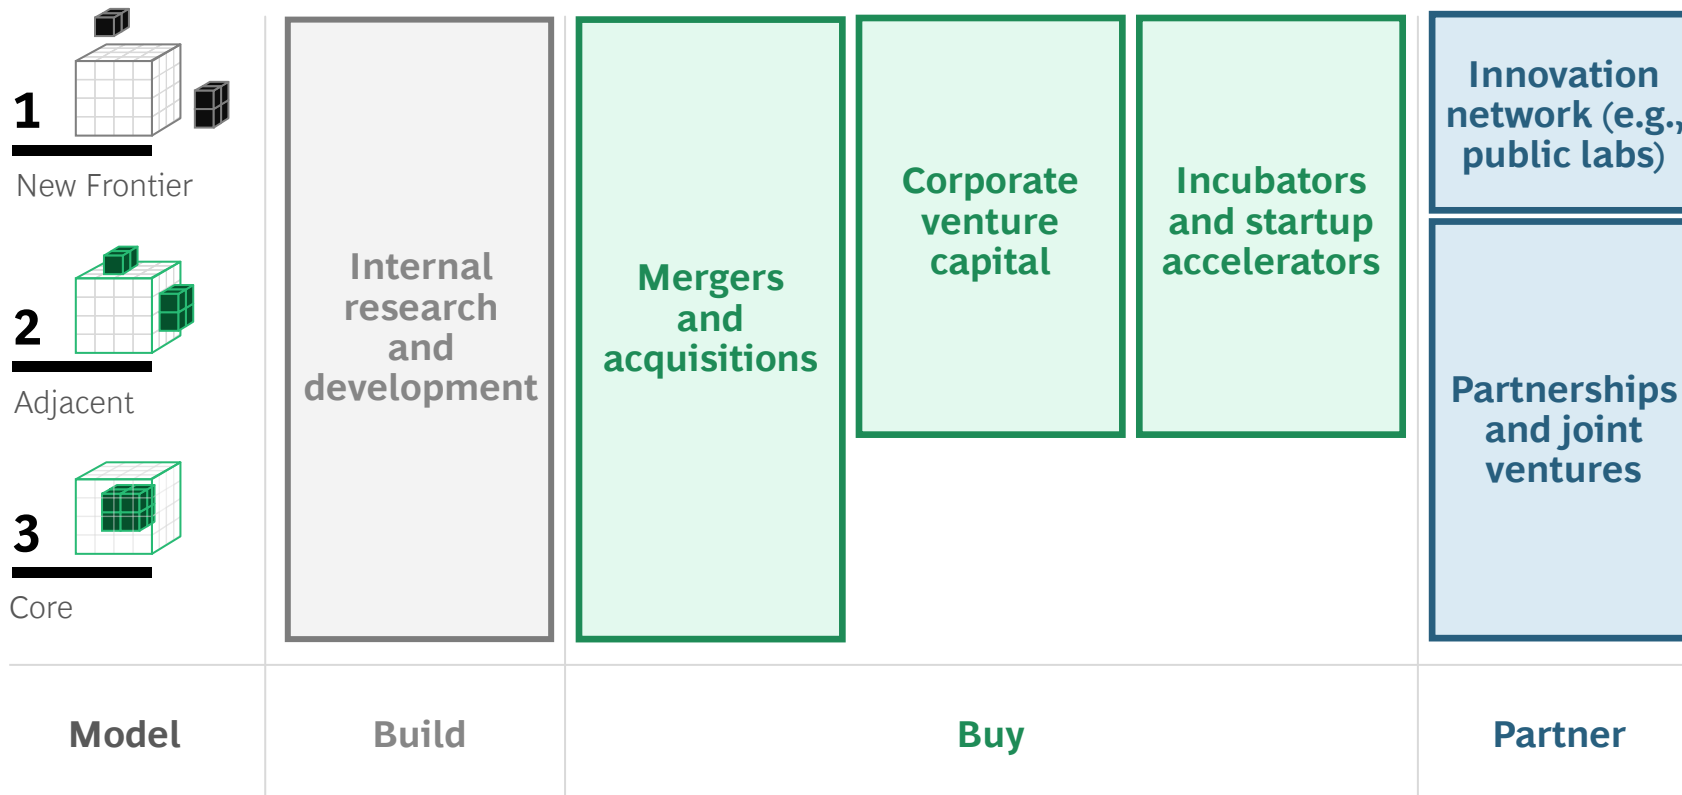 1
New Frontier
2
Adjacent
3
Core
Internal
research
and
development
Mergers
and
acquisitions
Corporate
venture
capital
Incubators
and startup
accelerators
Innovation
network (e.g.,
public labs)
Partnerships
and joint
ventures
Model
Build
Buy
Partner